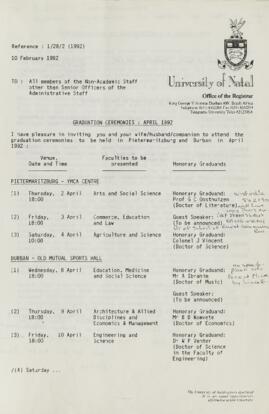 Reference : 1/28/2 (1992)
10 February 1992
University of Natal
Office of the Registrar
TO : All members of the Non-Academic Staff
other than Senior Officers of the
Administrative Staff
GRADUATION CEREMONIES : APRIL 1992
I have pleasure in inviting you and your wife/husband/companion to attend the
graduation ceremonies to be held in Pietermaritzburg and Durban in April
1992 :
Venue, Faculties to be
Date and Time presented Honorary Graduands
PIETERMARITZBURG - YMCA CENTRE
(1) Thursday, 2 April Arts and Social Science Honorary Graduand:
18:00 Prof G C Oosthuizen
(Doctor of Literature)
(2) Friday, 3 April Commerce, Education Guest Speaker:
18:00 and Law (To be announced)
(3) Saturday, 4 April Agriculture and Science Honorary Graduand:
10:00 Colonel J Vincent
(Doctor of Science)
DURBAN - OLD MUTUAL SPORTS HALL
(1) Wednesday, 8 April Education, Medicine Honorary Graduand:
18:00 and Social Science Mr A Ibrahim
(Doctor of Music)
Guest Speaker:
(To be announced)
(2) Thursday, 9 April Architecture & Allied Honorary Graduand:
18:00 Disciplines and Mr B D
Economics & Management (Doctor of Economics)
(3) Friday, 10 April Engineering and Honorary Graduand:
18:00 Science Dr W P Venter
(Doctor of Science
in the Faculty of
Engineering)
/(4) Saturday ...